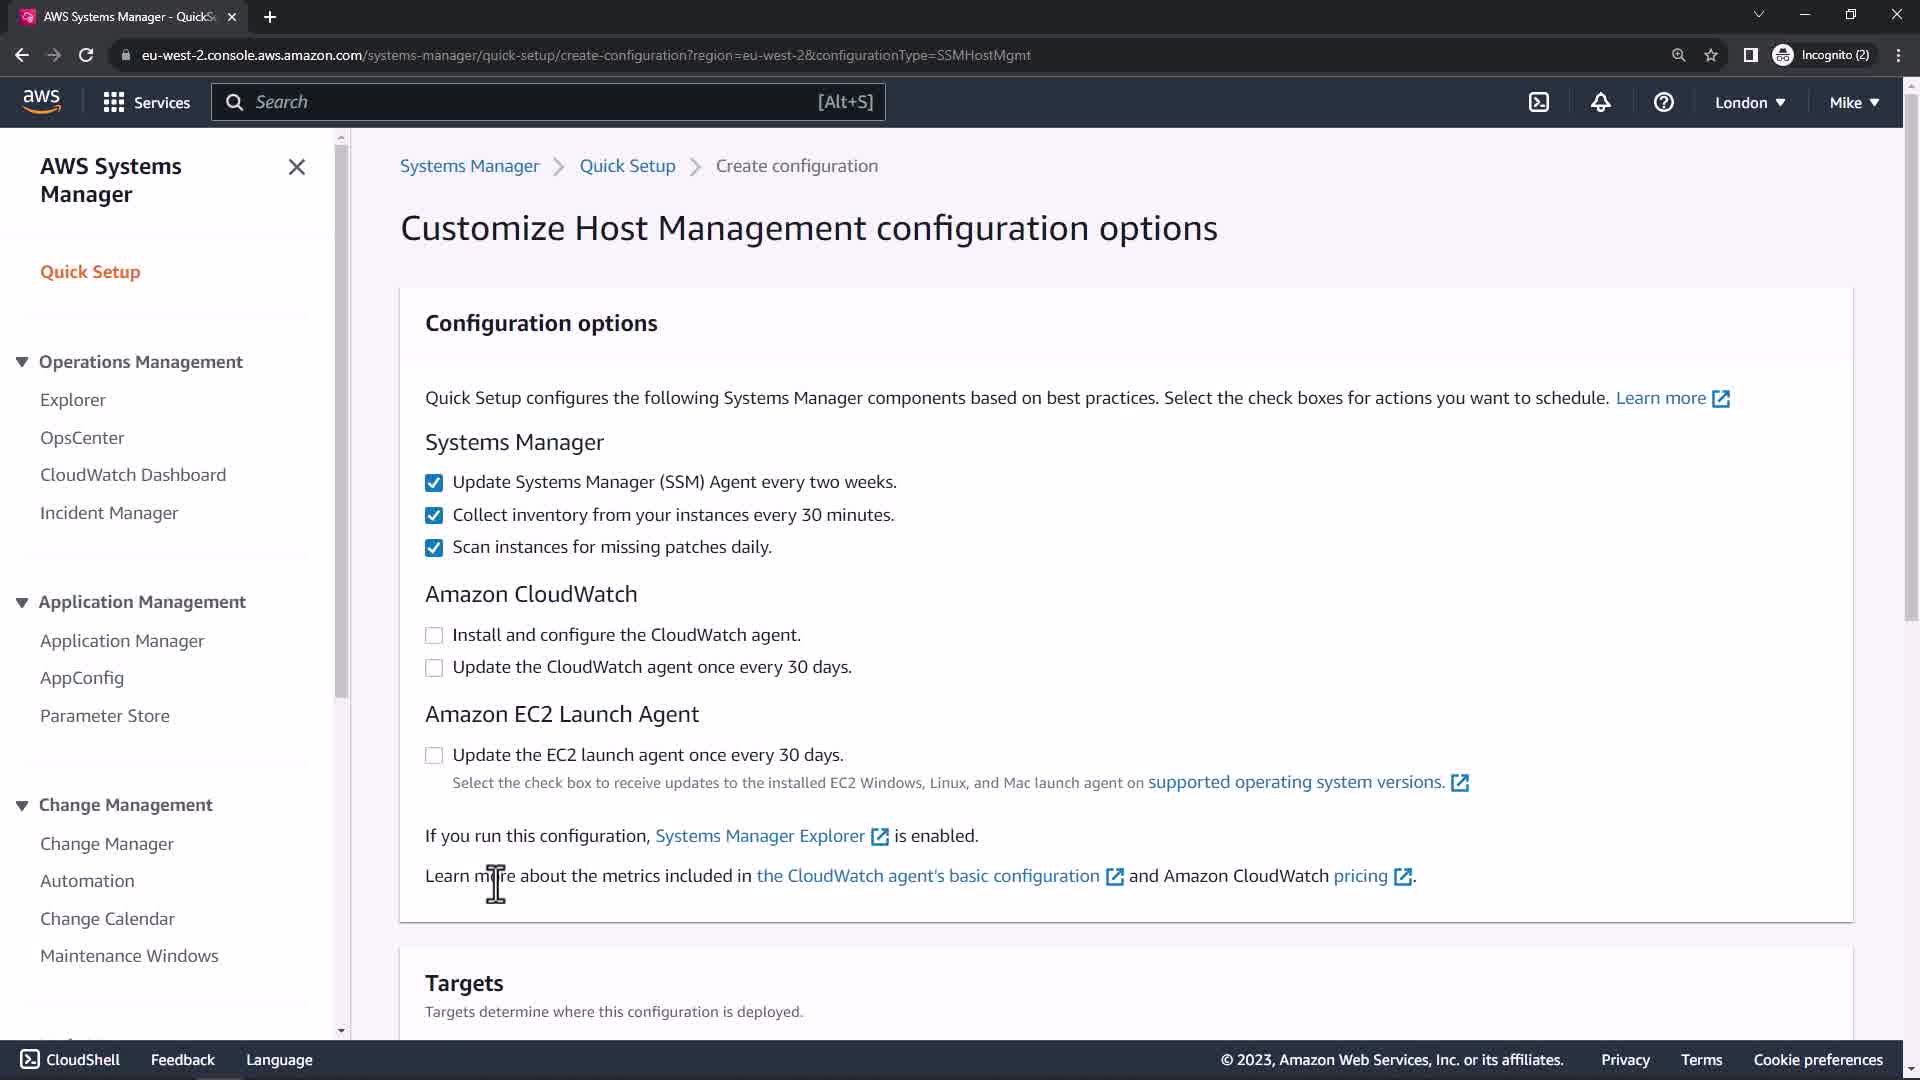 AWS Systems Manager - QuickS
eu-west-2.console.aws.amazon.com/systems-manager/quick-setup/create-configuration?region=eu-west-2&configurationType=SSMHostMgmt
Incognito (2)
aws
Services
Search
[Alt+S]
London
Mike
AWS Systems
Manager
Quick Setup
Operations Management
Explorer
OpsCenter
CloudWatch Dashboard
Incident Manager
Application Management
Application Manager
AppConfig
Parameter Store
Change Management
Change Manager
Automation
Change Calendar
Maintenance Windows
Systems Manager
Quick Setup
Create configuration
Customize Host Management configuration options
Configuration options
Quick Setup configures the following Systems Manager components based on best practices. Select the check boxes for actions you want to schedule. Learn more
Systems Manager
Update Systems Manager (SSM) Agent every two weeks.
Collect inventory from your instances every 30 minutes.
Scan instances for missing patches daily.
Amazon CloudWatch
Install and configure the CloudWatch agent.
Update the CloudWatch agent once every 30 days.
Amazon EC2 Launch Agent
Update the EC2 launch agent once every 30 days.
Select the check box to receive updates to the installed EC2 Windows, Linux, and Mac launch agent on supported operating system versions.
If you run this configuration, Systems Manager Explorer is enabled.
Learn more about the metrics included in the CloudWatch agent's basic configuration and Amazon CloudWatch pricing.
Targets
Targets determine where this configuration is deployed.
CloudShell
Feedback
Language
© 2023, Amazon Web Services, Inc. or its affiliates.
Privacy
Terms
Cookie preferences